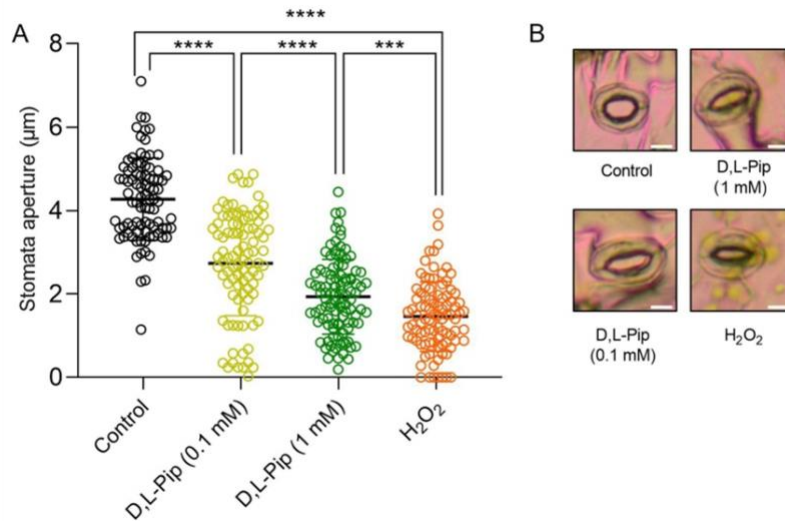 A
B
****
****
****
***
8
6
4
2
0
Stomata aperture (µm)
Control
D,L-Pip (0.1 mM)
D,L-Pip (1 mM)
H₂O₂
Control
D,L-Pip
(1 mM)
D,L-Pip
(0.1 mM)
H₂O₂